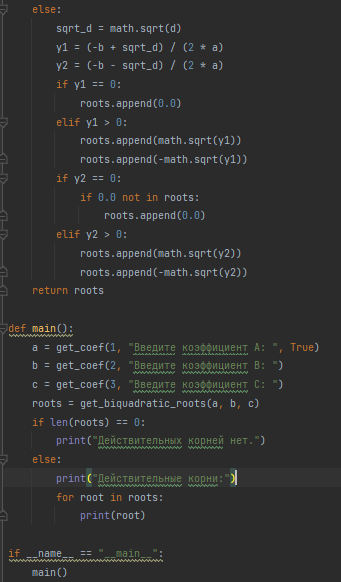 else:
sqrt_d = math.sqrt(d)
y1 = (-b + sqrt_d) / (2 * a)
y2 = (-b - sqrt_d) / (2 * a)
if y1 == 0:
roots.append(0.0)
elif y1 > 0:
roots.append(math.sqrt(y1))
roots.append(-math.sqrt(y1))
if y2 == 0:
if 0.0 not in roots:
roots.append(0.0)
elif y2 > 0:
roots.append(math.sqrt(y2))
roots.append(-math.sqrt(y2))
return roots
def main():
a = get_coef(1, "Введите коэффициент A: ", True)
b = get_coef(2, "Введите коэффициент B: ")
c = get_coef(3, "Введите коэффициент C: ")
roots = get_biquadratic_roots(a, b, c)
if len(roots) == 0:
print("Действительных корней нет.")
else:
print("Действительные корни:")
for root in roots:
print(root)
if __name__ == "__main__":
main()